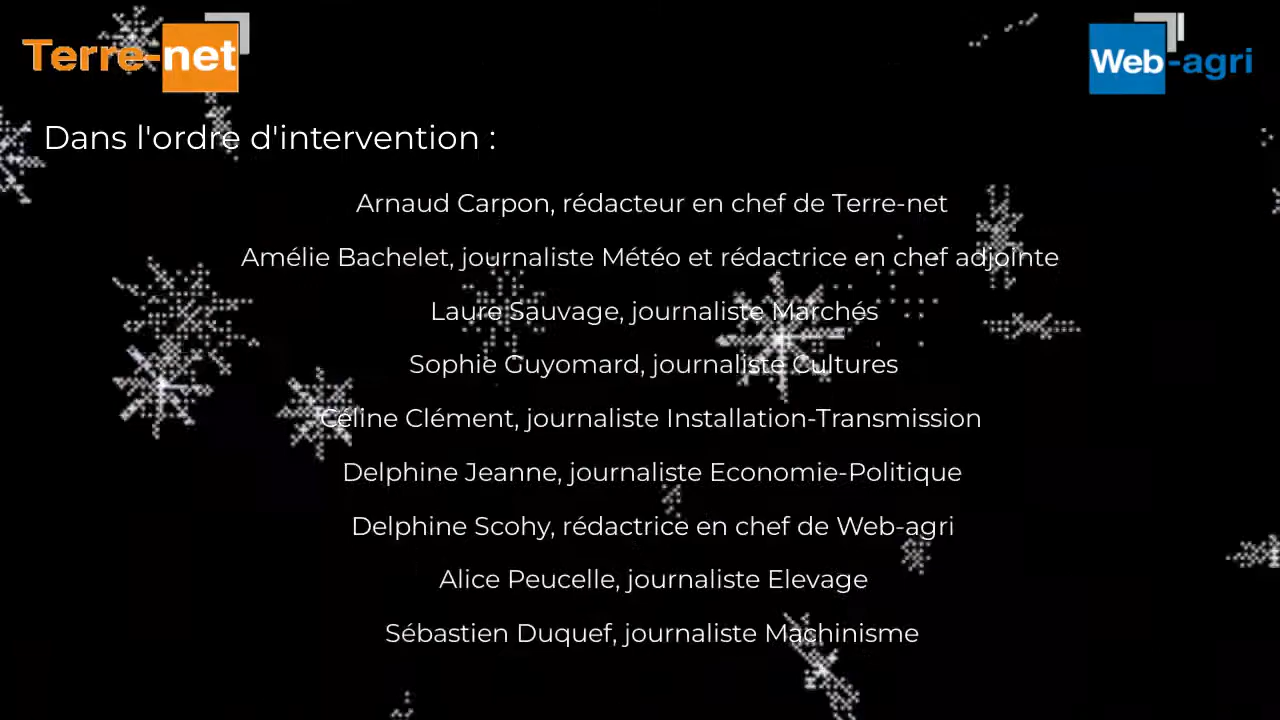 Terre-net
Web-agri
Dans l'ordre d'intervention :
Arnaud Carpon, rédacteur en chef de Terre-net
Amélie Bachelet, journaliste Météo et rédactrice en chef adjointe
Laure Sauvage, journaliste Marchés
Sophie Guyomard, journaliste Cultures
Céline Clément, journaliste Installation-Transmission
Delphine Jeanne, journaliste Economie-Politique
Delphine Scohy, rédactrice en chef de Web-agri
Alice Peucelle, journaliste Elevage
Sébastien Duquef, journaliste Machinisme